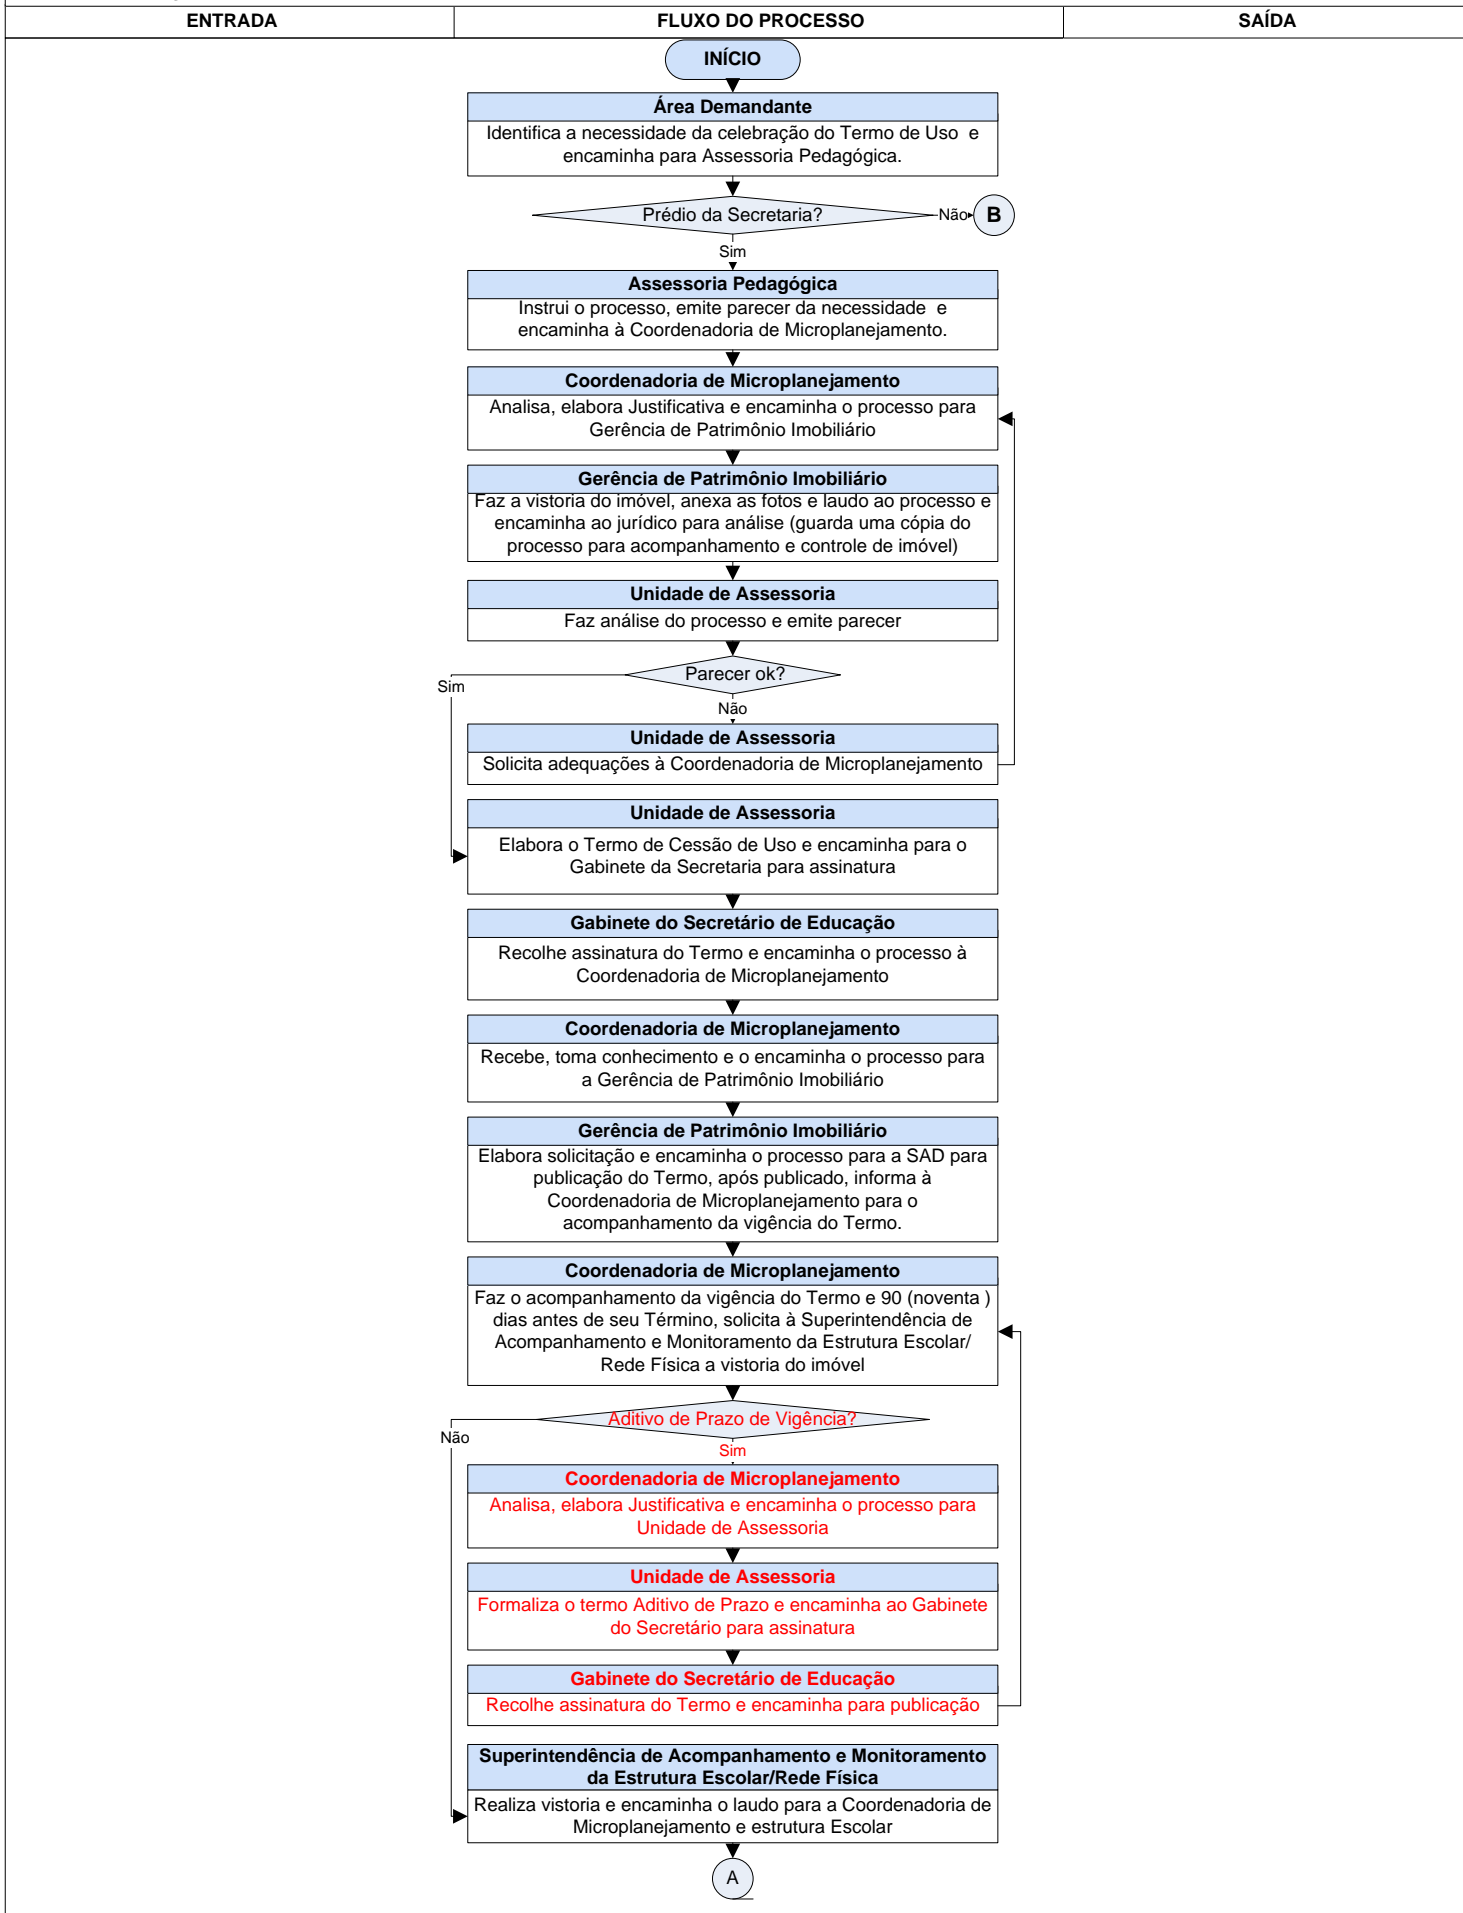 ENTRADA
FLUXO DO PROCESSO
SAÍDA
INÍCIO
Área Demandante
Identifica a necessidade da celebração do Termo de Uso e
encaminha para Assessoria Pedagógica.
Prédio da Secretaria?
Não
B
Sim
Assessoria Pedagógica
Instrui o processo, emite parecer da necessidade e
encaminha à Coordenadoria de Microplanejamento.
Coordenadoria de Microplanejamento
Analisa, elabora Justificativa e encaminha o processo para
Gerência de Patrimônio Imobiliário
Gerência de Patrimônio Imobiliário
Faz a vistoria do imóvel, anexa as fotos e laudo ao processo e
encaminha ao jurídico para análise (guarda uma cópia do
processo para acompanhamento e controle de imóvel)
Unidade de Assessoria
Faz análise do processo e emite parecer
Parecer ok?
Sim
Não
Unidade de Assessoria
Solicita adequações à Coordenadoria de Microplanejamento
Unidade de Assessoria
Elabora o Termo de Cessão de Uso e encaminha para o
Gabinete da Secretaria para assinatura
Gabinete do Secretário de Educação
Recolhe assinatura do Termo e encaminha o processo à
Coordenadoria de Microplanejamento
Coordenadoria de Microplanejamento
Recebe, toma conhecimento e o encaminha o processo para
a Gerência de Patrimônio Imobiliário
Gerência de Patrimônio Imobiliário
Elabora solicitação e encaminha o processo para a SAD para
publicação do Termo, após publicado, informa à
Coordenadoria de Microplanejamento para o
acompanhamento da vigência do Termo.
Coordenadoria de Microplanejamento
Faz o acompanhamento da vigência do Termo e 90 (noventa )
dias antes de seu Término, solicita à Superintendência de
Acompanhamento e Monitoramento da Estrutura Escolar/
Rede Física a vistoria do imóvel
Aditivo de Prazo de Vigência?
Não
Sim
Coordenadoria de Microplanejamento
Analisa, elabora Justificativa e encaminha o processo para
Unidade de Assessoria
Unidade de Assessoria
Formaliza o termo Aditivo de Prazo e encaminha ao Gabinete
do Secretário para assinatura
Gabinete do Secretário de Educação
Recolhe assinatura do Termo e encaminha para publicação
Superintendência de Acompanhamento e Monitoramento
da Estrutura Escolar/Rede Física
Realiza vistoria e encaminha o laudo para a Coordenadoria de
Microplanejamento e estrutura Escolar
A